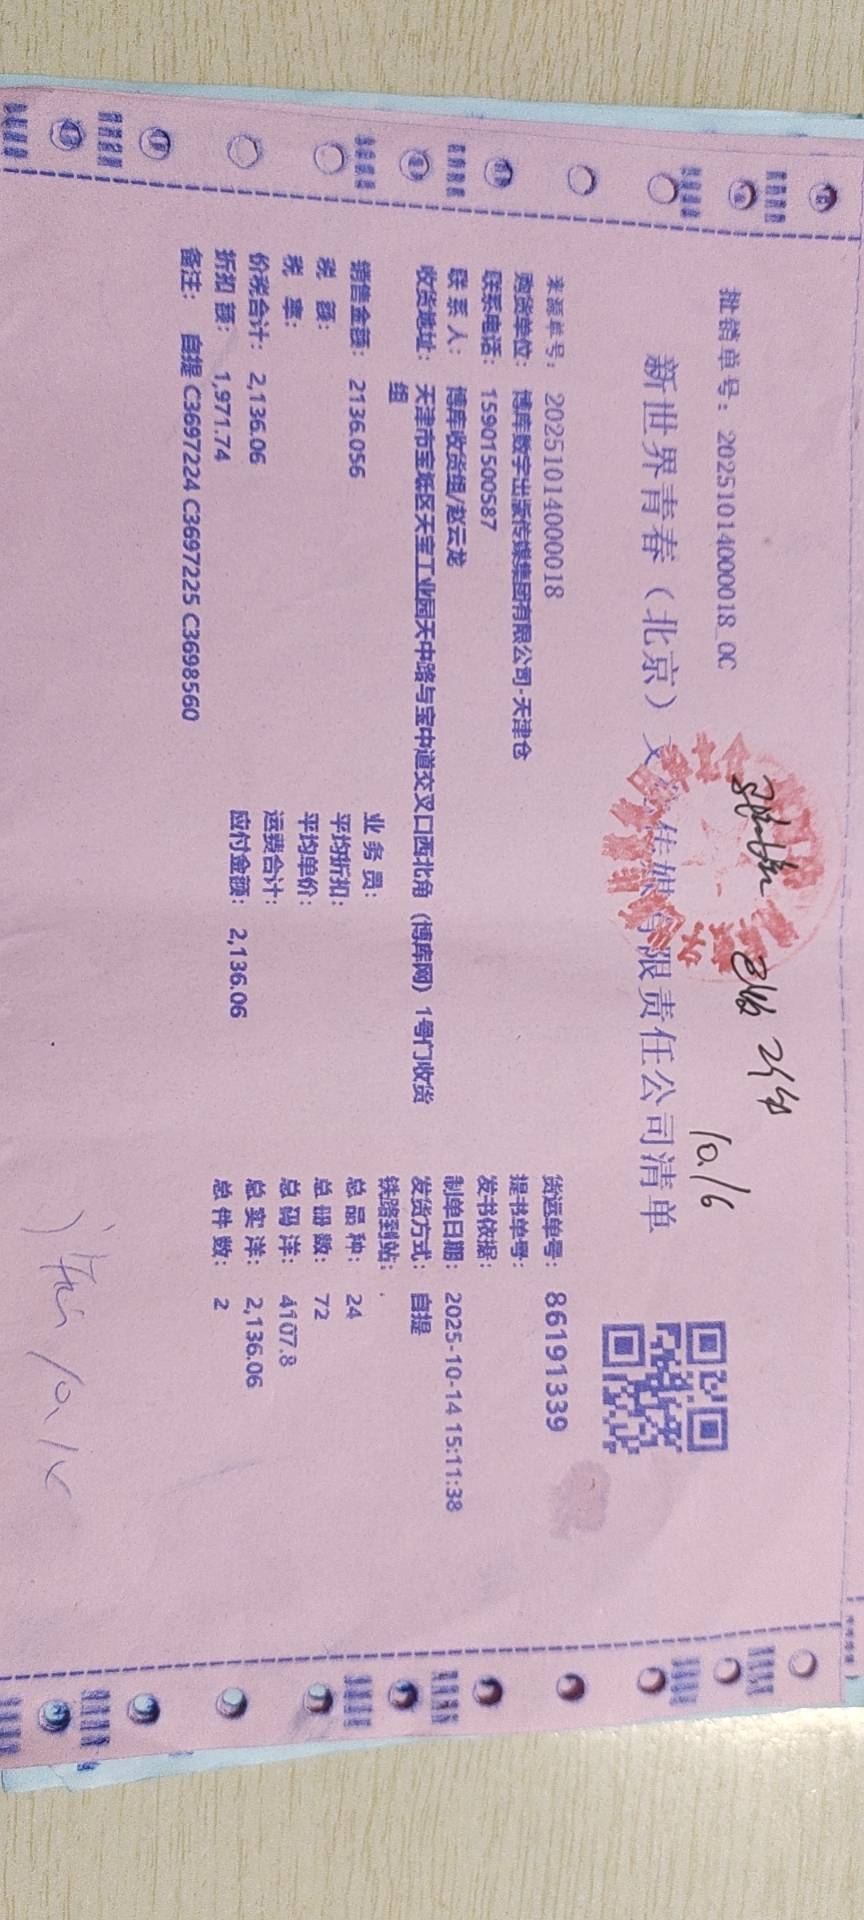 批销单号：20251014000018_0C
新世界青春（北京）文化传媒有限责任公司清单
10/6
来源单号：20251014000018
货运单号：86191339
购货单位：博库数字出版传媒集团有限公司-天津仓
提书单号：
联系电话：15901500587
发书依据：
联 系 人：博库收货组/赵云龙
制单日期：2025-10-14 15:11:38
收货地址：天津市宝坻区天宝工业园天中路与宝中道交叉口西北角（博库网）1号门收货
组
发货方式：自提
铁路到站：.
销售金额：2136.056
业 务 员：
总 品 种：24
税 额：
平均折扣：
总 册 数：72
税 率：
平均单价：
总 码 洋：4107.8
价税合计：2,136.06
运费合计：
总 实 洋：2,136.06
折扣 额：1,971.74
应付金额：2,136.06
总 件 数：2
备注：自提 C3697224 C3697225 C3698560